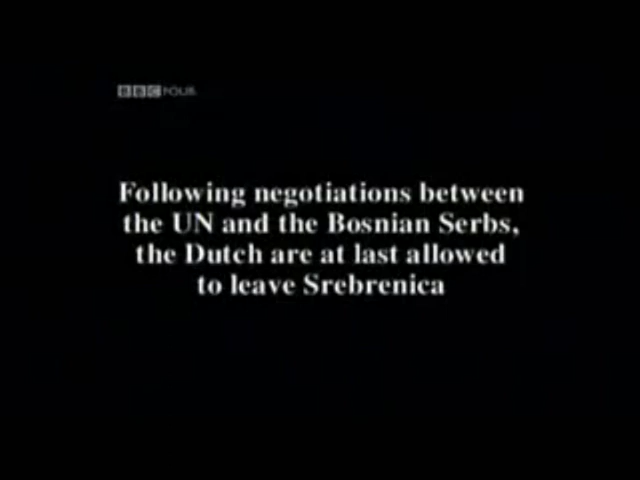 BBC FOUR
Following negotiations between
the UN and the Bosnian Serbs,
the Dutch are at last allowed
to leave Srebrenica